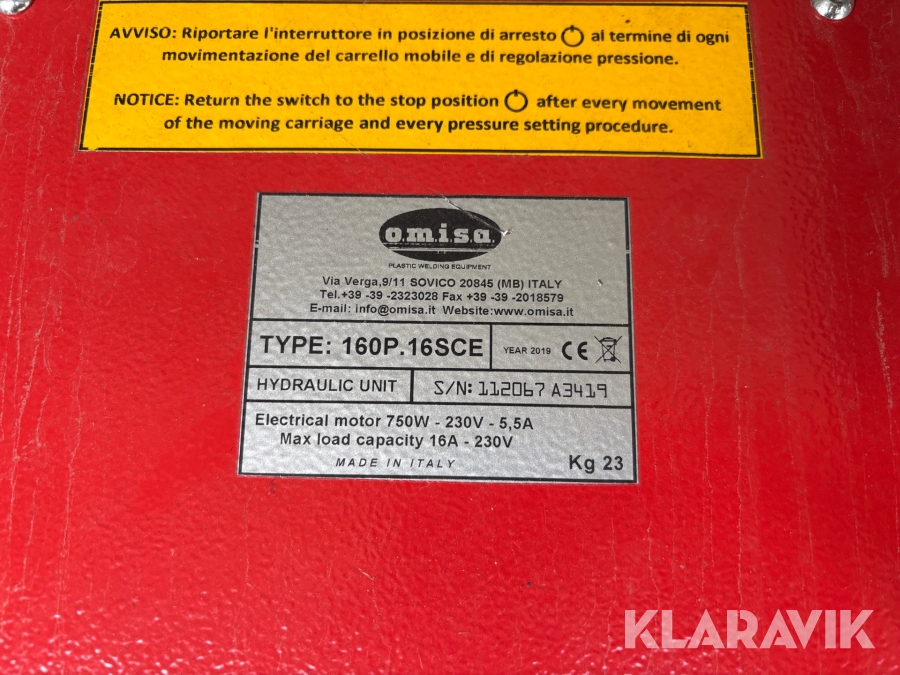 AVVISO: Riportare l'interruttore in posizione di arresto al termine di ogni
movimentazione del carrello mobile e di regolazione pressione.
NOTICE: Return the switch to the stop position after every movement
of the moving carriage and every pressure setting procedure.
o.m.i.s.a.
PLASTIC WELDING EQUIPMENT
Via Verga,9/11 SOVICO 20845 (MB) ITALY
Tel.+39 -39 -2323028 Fax +39 -39 -2018579
E-mail: info@omisa.it Website:www.omisa.it
TYPE: 160P.16SCE
YEAR 2019 CE
HYDRAULIC UNIT
S/N: 112067 A3419
Electrical motor 750W - 230V - 5,5A
Max load capacity 16A - 230V
MADE IN ITALY
Kg 23
KLARAVIK